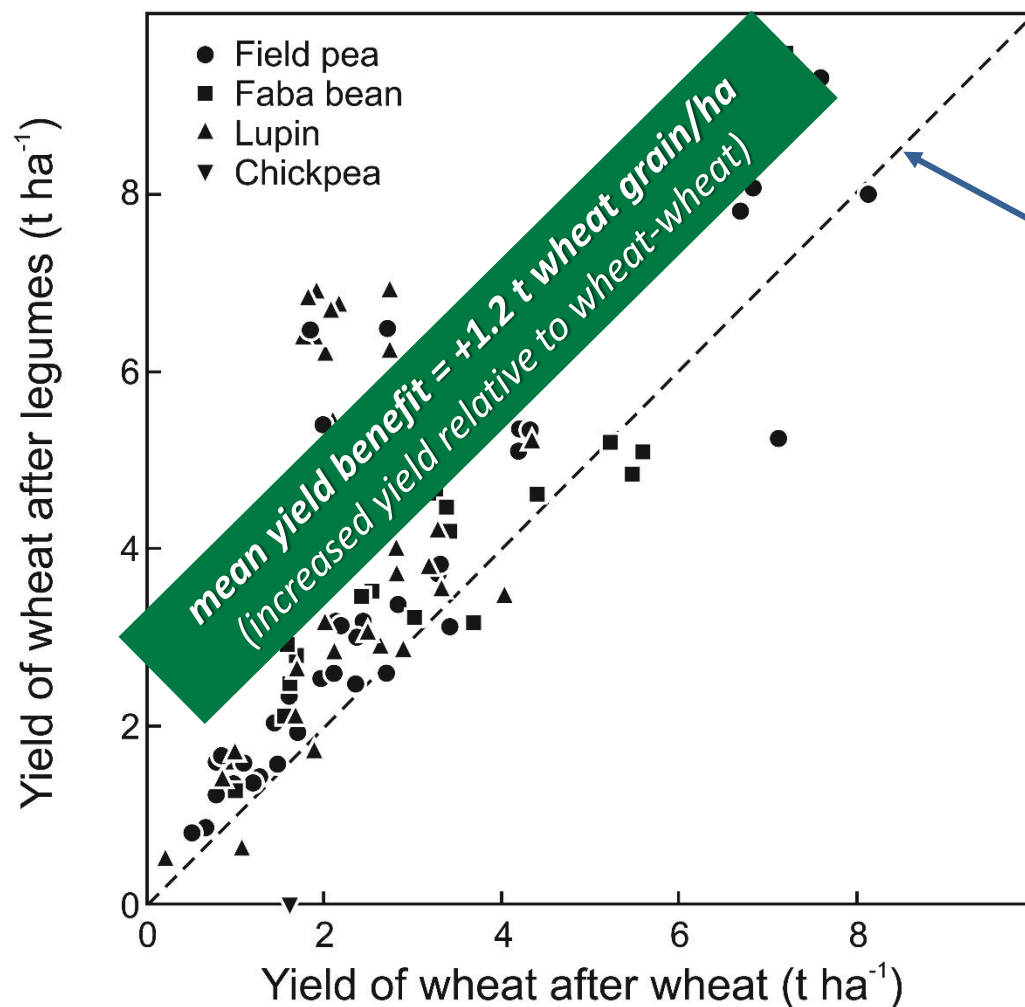 Field pea
Faba bean
Lupin
Chickpea
mean yield benefit = +1.2 t wheat grain/ha
(increased yield relative to wheat-wheat)
Yield of wheat after legumes (t ha⁻¹)
8
6
4
2
0
0 2 4 6 8
Yield of wheat after wheat (t ha⁻¹)